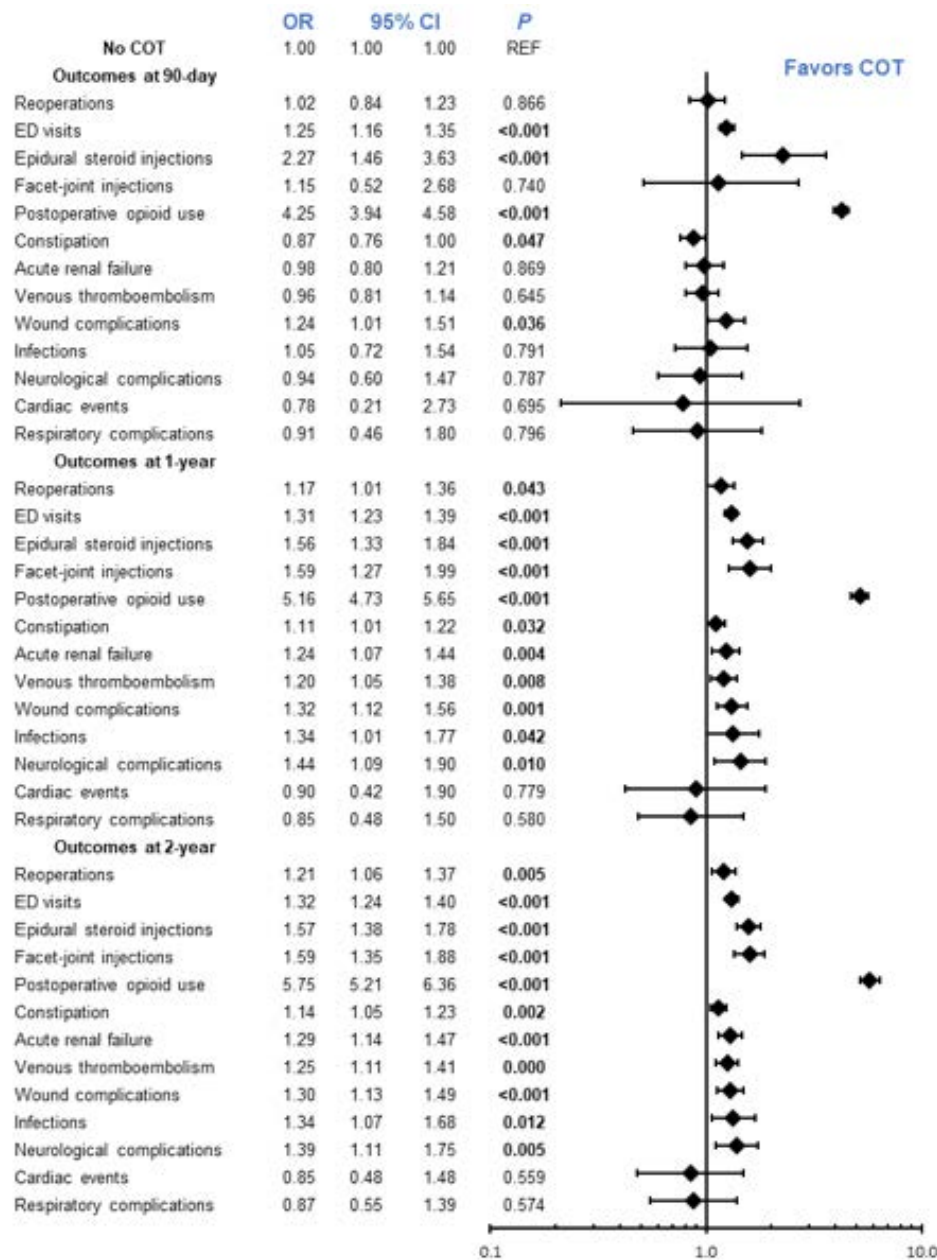 OR 95% CI P
No COT 1.00 1.00 1.00 REF
Favors COT
Outcomes at 90-day
Reoperations 1.02 0.84 1.23 0.866
ED visits 1.25 1.16 1.35 <0.001
Epidural steroid injections 2.27 1.46 3.63 <0.001
Facet-joint injections 1.15 0.52 2.68 0.740
Postoperative opioid use 4.25 3.94 4.58 <0.001
Constipation 0.87 0.76 1.00 0.047
Acute renal failure 0.98 0.80 1.21 0.869
Venous thromboembolism 0.96 0.81 1.14 0.645
Wound complications 1.24 1.01 1.51 0.036
Infections 1.05 0.72 1.54 0.791
Neurological complications 0.94 0.60 1.47 0.787
Cardiac events 0.78 0.21 2.73 0.695
Respiratory complications 0.91 0.46 1.80 0.796
Outcomes at 1-year
Reoperations 1.17 1.01 1.36 0.043
ED visits 1.31 1.23 1.39 <0.001
Epidural steroid injections 1.56 1.33 1.84 <0.001
Facet-joint injections 1.59 1.27 1.99 <0.001
Postoperative opioid use 5.16 4.73 5.65 <0.001
Constipation 1.11 1.01 1.22 0.032
Acute renal failure 1.24 1.07 1.44 0.004
Venous thromboembolism 1.20 1.05 1.38 0.008
Wound complications 1.32 1.12 1.56 0.001
Infections 1.34 1.01 1.77 0.042
Neurological complications 1.44 1.09 1.90 0.010
Cardiac events 0.90 0.42 1.90 0.779
Respiratory complications 0.85 0.48 1.50 0.580
Outcomes at 2-year
Reoperations 1.21 1.06 1.37 0.005
ED visits 1.32 1.24 1.40 <0.001
Epidural steroid injections 1.57 1.38 1.78 <0.001
Facet-joint injections 1.59 1.35 1.88 <0.001
Postoperative opioid use 5.75 5.21 6.36 <0.001
Constipation 1.14 1.05 1.23 0.002
Acute renal failure 1.29 1.14 1.47 <0.001
Venous thromboembolism 1.25 1.11 1.41 0.000
Wound complications 1.30 1.13 1.49 <0.001
Infections 1.34 1.07 1.68 0.012
Neurological complications 1.39 1.11 1.75 0.005
Cardiac events 0.85 0.48 1.48 0.559
Respiratory complications 0.87 0.55 1.39 0.574
0.1 1.0 10.0